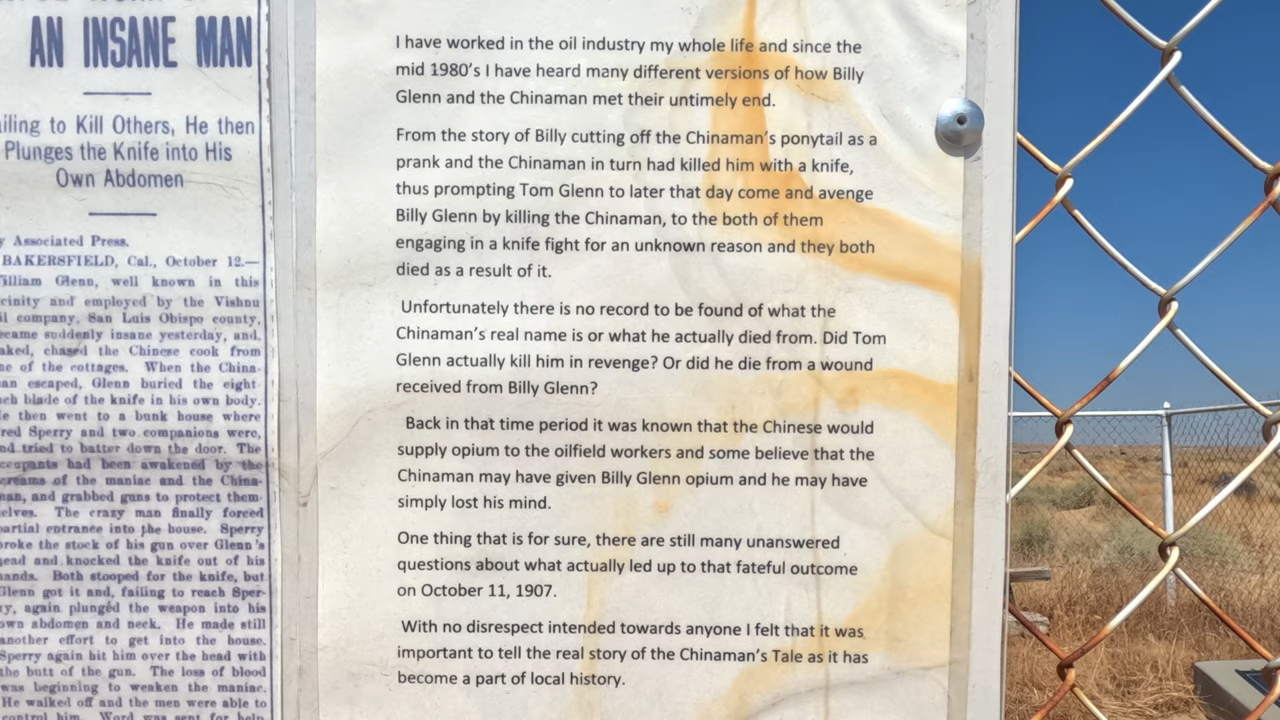 AN INSANE MAN
iling to Kill Others, He then
Plunges the Knife into His
Own Abdomen
y Associated Press.
BAKERSFIELD, Cal., October 12.—
illiam Glenn, well known in this
cinity and employed by the Vishnu
il company, San Luis Obispo county,
ecame suddenly insane yesterday, and,
aked, chased the Chinese cook from
ne of the cottages. When the China-
an escaped, Glenn buried the eight-
ch blade of the knife in his own body.
e then went to a bunk house where
red Sperry and two companions were,
nd tried to batter down the door. The
ccupants had been awakened by the
creams of the maniac and the China-
an, and grabbed guns to protect them-
elves. The crazy man finally forced
partial entrance into the house. Sperry
broke the stock of his gun over Glenn's
ead and knocked the knife out of his
ands. Both stooped for the knife, but
Glenn got it and, failing to reach Sper-
ry, again plunged the weapon into his
own abdomen and neck. He made still
another effort to get into the house.
Sperry again hit him over the head with
the butt of the gun. The loss of blood
was beginning to weaken the maniac.
He walked off and the men were able to
control him. Word was sent for help
I have worked in the oil industry my whole life and since the
mid 1980's I have heard many different versions of how Billy
Glenn and the Chinaman met their untimely end.
From the story of Billy cutting off the Chinaman's ponytail as a
prank and the Chinaman in turn had killed him with a knife,
thus prompting Tom Glenn to later that day come and avenge
Billy Glenn by killing the Chinaman, to the both of them
engaging in a knife fight for an unknown reason and they both
died as a result of it.
Unfortunately there is no record to be found of what the
Chinaman's real name is or what he actually died from. Did Tom
Glenn actually kill him in revenge? Or did he die from a wound
received from Billy Glenn?
Back in that time period it was known that the Chinese would
supply opium to the oilfield workers and some believe that the
Chinaman may have given Billy Glenn opium and he may have
simply lost his mind.
One thing that is for sure, there are still many unanswered
questions about what actually led up to that fateful outcome
on October 11, 1907.
With no disrespect intended towards anyone I felt that it was
important to tell the real story of the Chinaman's Tale as it has
become a part of local history.